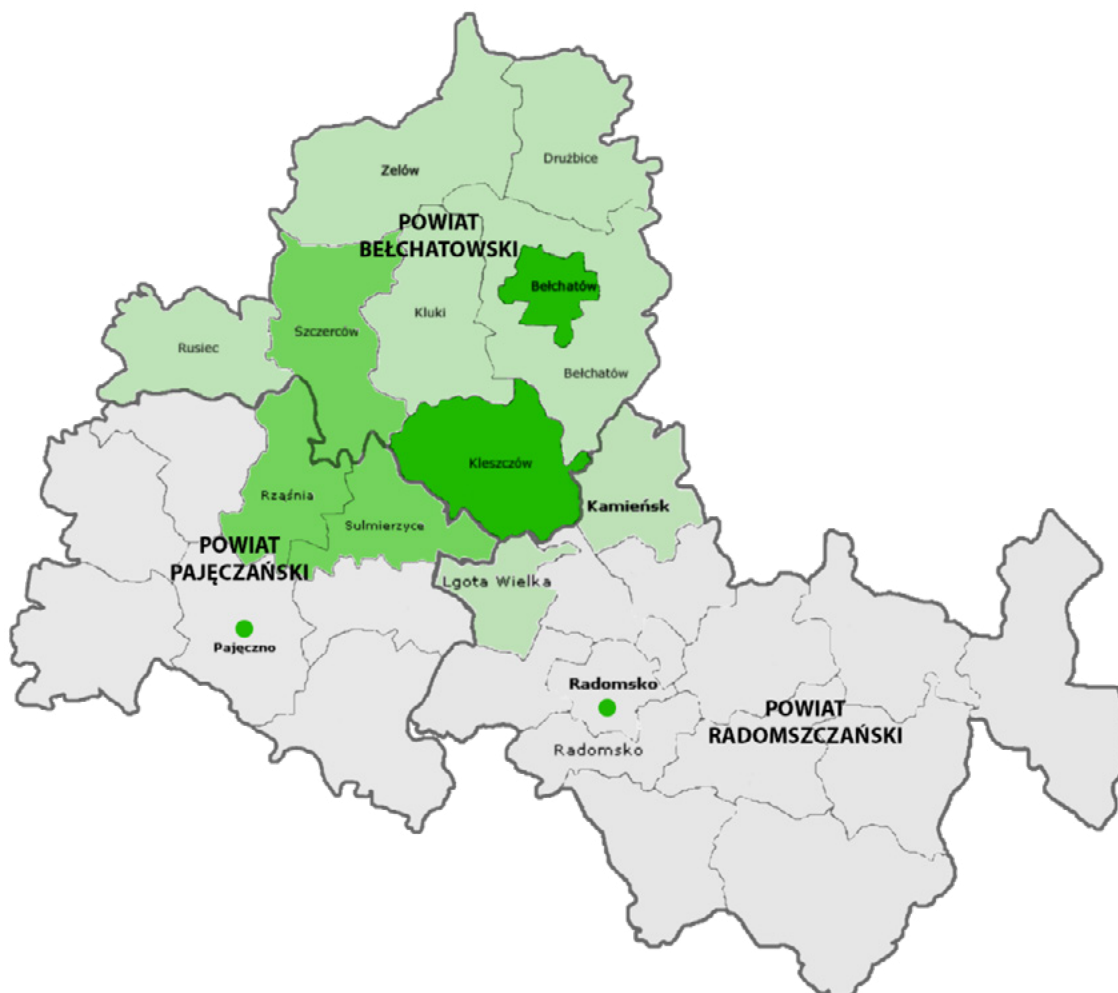 Zelów
Drużbice
POWIAT
BEŁCHATOWSKI
Bełchatów
Szczerców
Kluki
Rusiec
Bełchatów
Kleszczów
Rząśnia
Kamieńsk
Sulmierzyce
POWIAT
PAJĘCZAŃSKI
Lgota Wielka
Pajęczno
Radomsko
POWIAT
RADOMSZCZAŃSKI
Radomsko